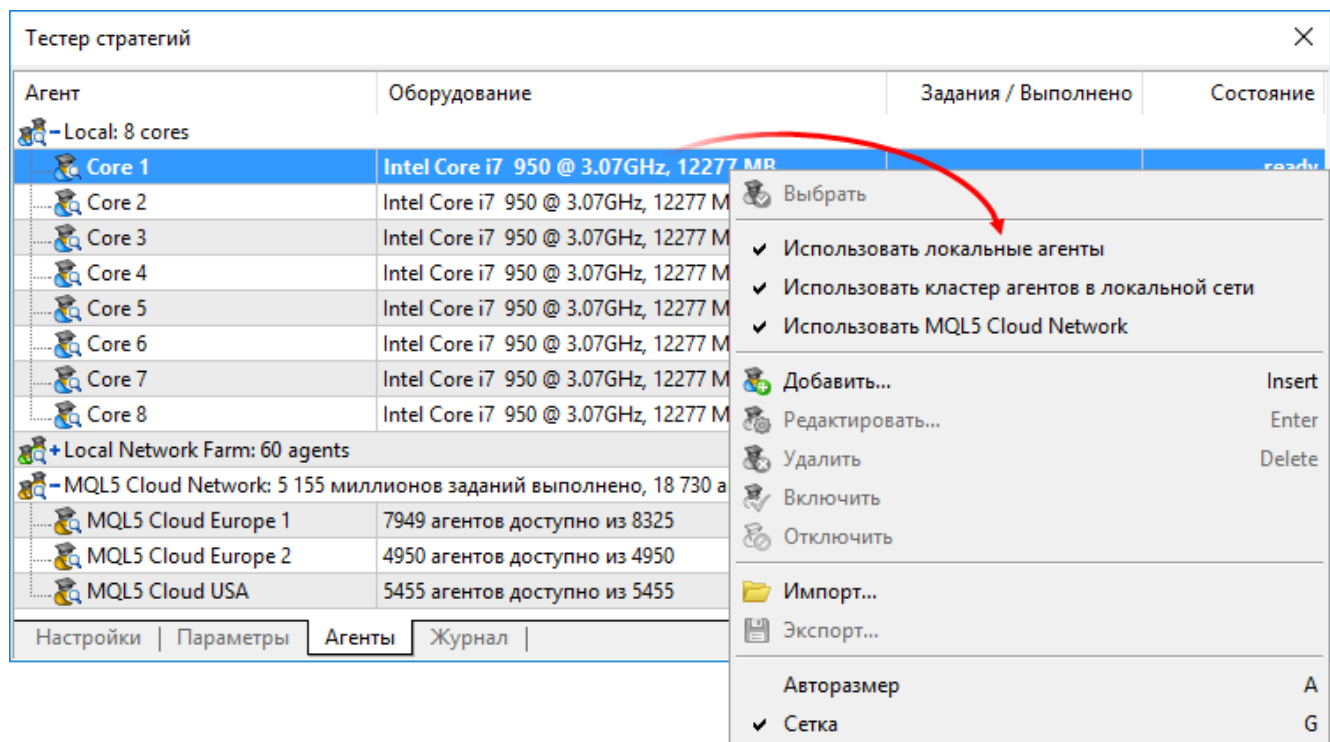 Тестер стратегий
Агент Оборудование Задания / Выполнено Состояние
Local: 8 cores
Core 1 Intel Core i7 950 @ 3.07GHz, 12277 MB ready
Core 2 Intel Core i7 950 @ 3.07GHz, 12277 M
Core 3 Intel Core i7 950 @ 3.07GHz, 12277 M
Core 4 Intel Core i7 950 @ 3.07GHz, 12277 M
Core 5 Intel Core i7 950 @ 3.07GHz, 12277 M
Core 6 Intel Core i7 950 @ 3.07GHz, 12277 M
Core 7 Intel Core i7 950 @ 3.07GHz, 12277 M
Core 8 Intel Core i7 950 @ 3.07GHz, 12277 M
Local Network Farm: 60 agents
MQL5 Cloud Network: 5 155 миллионов заданий выполнено, 18 730 а
MQL5 Cloud Europe 1 7949 агентов доступно из 8325
MQL5 Cloud Europe 2 4950 агентов доступно из 4950
MQL5 Cloud USA 5455 агентов доступно из 5455
Настройки | Параметры Агенты Журнал |
Выбрать
Использовать локальные агенты
Использовать кластер агентов в локальной сети
Использовать MQL5 Cloud Network
Добавить... Insert
Редактировать... Enter
Удалить Delete
Включить
Отключить
Импорт...
Экспорт...
Авторазмер A
Сетка G